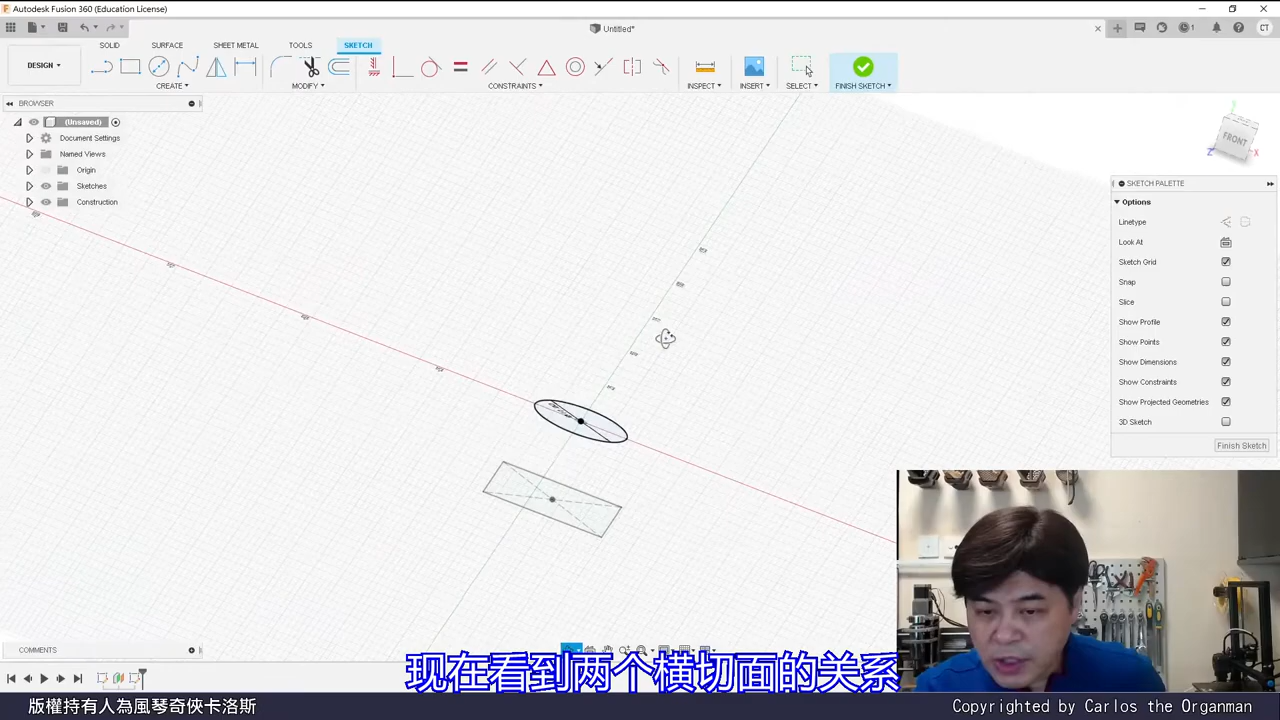 Autodesk Fusion 360 (Education License)
Untitled*
1
CT
DESIGN
SOLID
SURFACE
SHEET METAL
TOOLS
SKETCH
CREATE
MODIFY
CONSTRAINTS
INSPECT
INSERT
SELECT
FINISH SKETCH
BROWSER
(Unsaved)
Document Settings
Named Views
Origin
Sketches
Construction
FRONT
Z
X
SKETCH PALETTE
Options
Linetype
Look At
Sketch Grid
Snap
Slice
Show Profile
Show Points
Show Dimensions
Show Constraints
Show Projected Geometries
3D Sketch
Finish Sketch
COMMENTS
现在看到两个横切面的关系
版權持有人為風琴奇俠卡洛斯
Copyrighted by Carlos the Organman